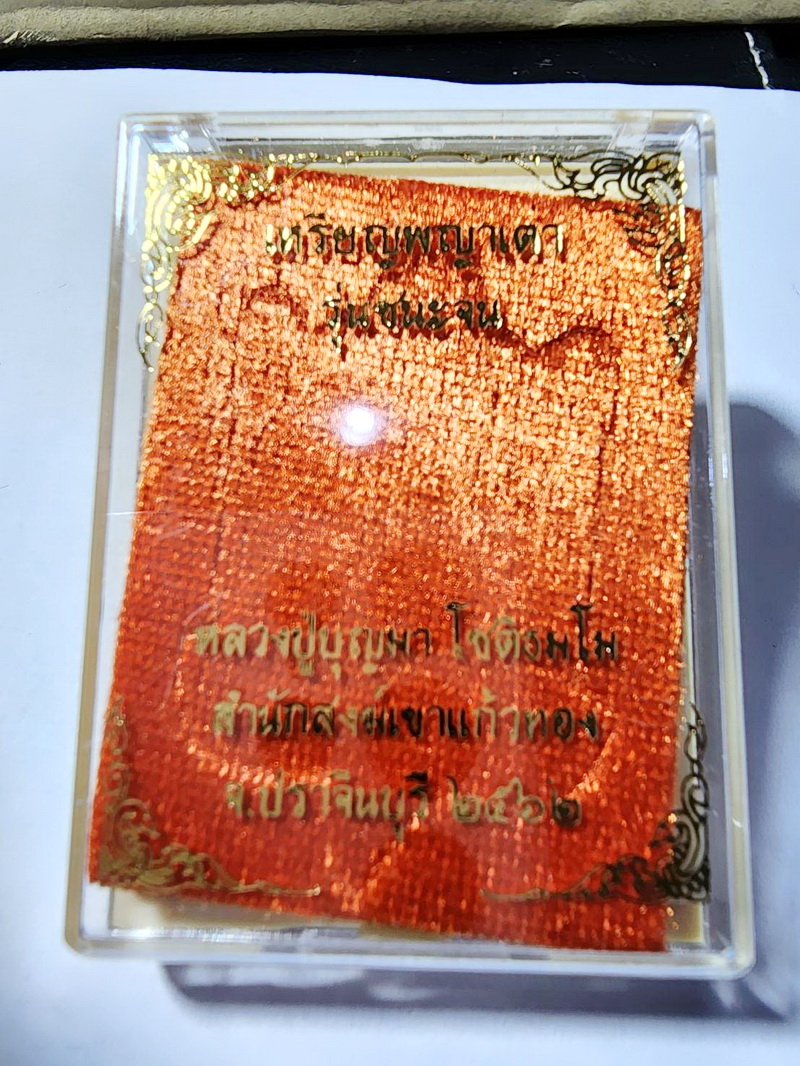 เหรียญพญาเต่า
รุ่นชนะจน
หลวงปู่บุญมา โชติธมฺโม
สำนักสงฆ์เขาแก้วทอง
จ.ปราจีนบุรี ๒๕๖๒